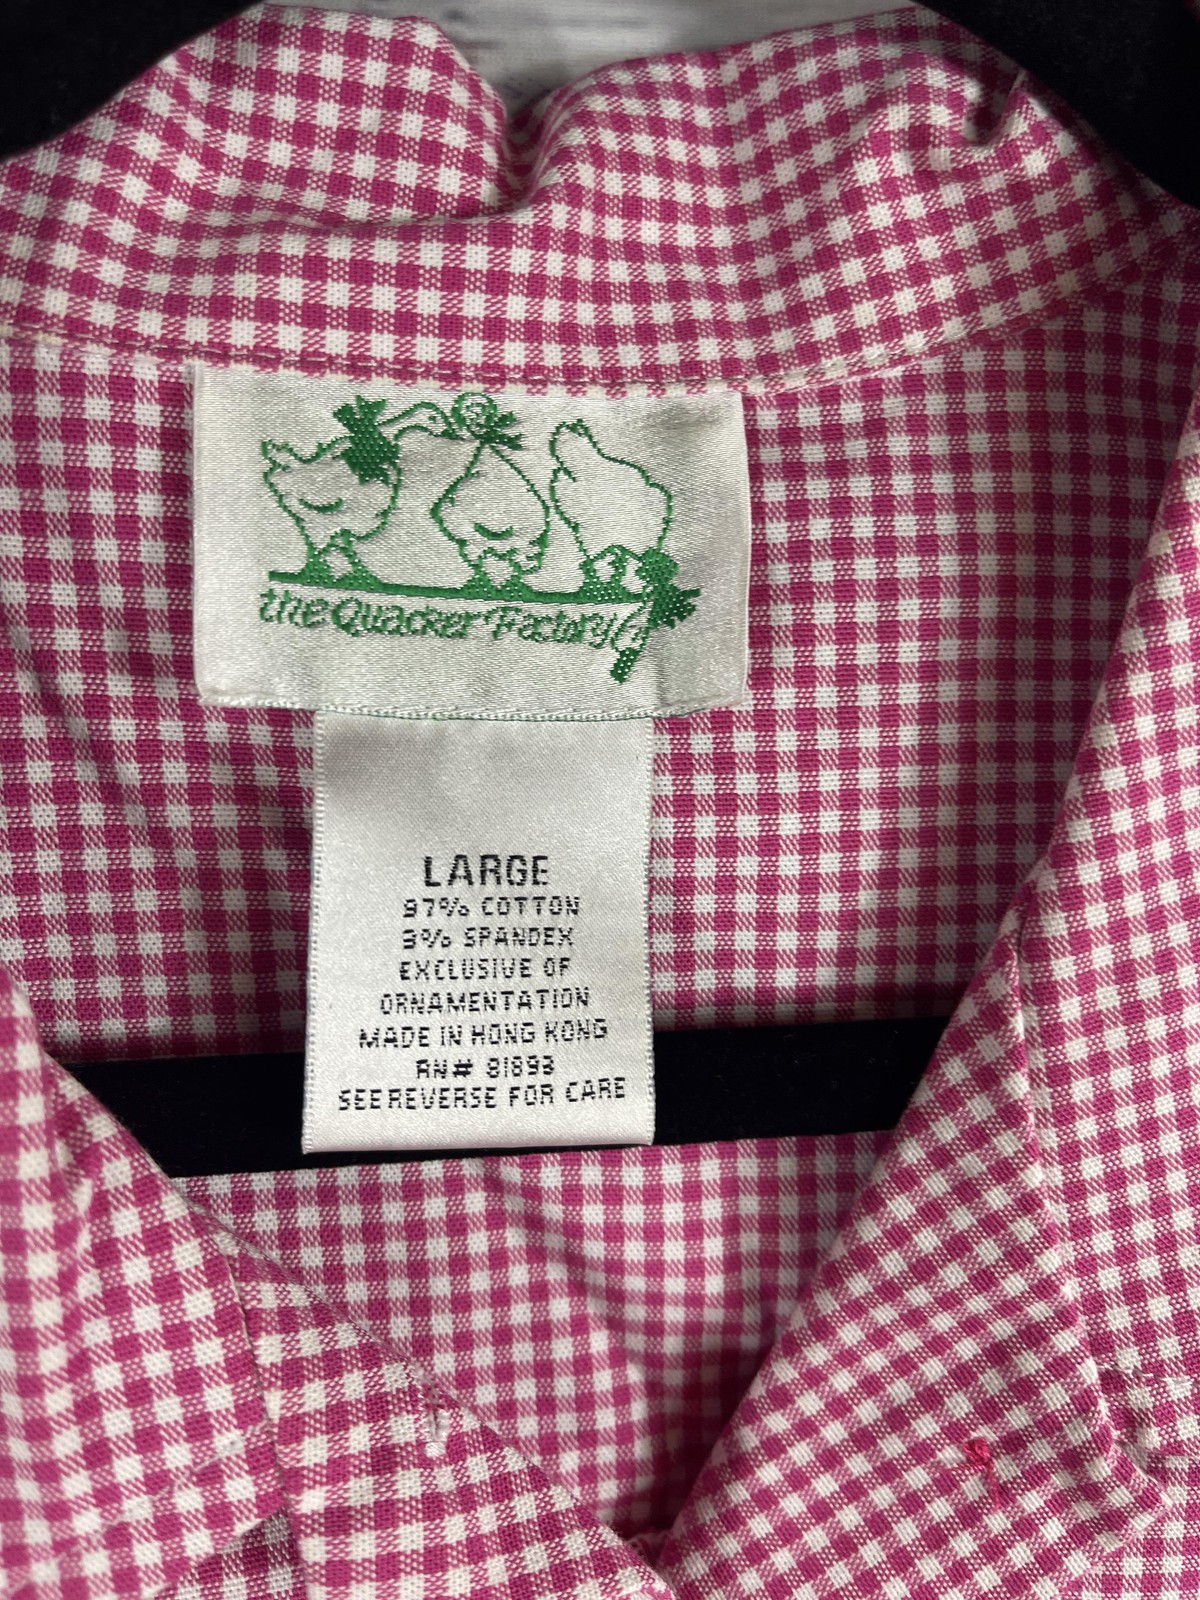 the Quacker Factory
LARGE
97% COTTON
3% SPANDEX
EXCLUSIVE OF
ORNAMENTATION
MADE IN HONG KONG
RN# 81893
SEE REVERSE FOR CARE